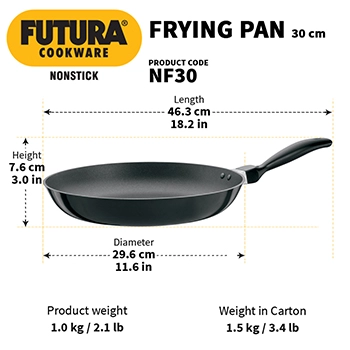 FUTURA®
COOKWARE
NONSTICK
FRYING PAN 30 cm
PRODUCT CODE
NF30
Length
46.3 cm
18.2 in
Height
7.6 cm
3.0 in
Diameter
29.6 cm
11.6 in
Product weight
1.0 kg / 2.1 lb
Weight in Carton
1.5 kg / 3.4 lb